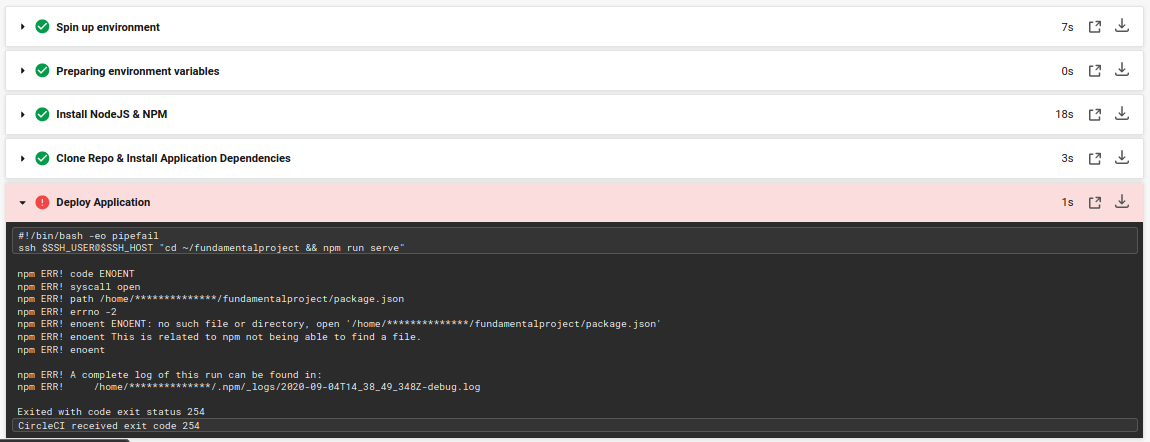 Spin up environment 7s
Preparing environment variables 0s
Install NodeJS & NPM 18s
Clone Repo & Install Application Dependencies 3s
Deploy Application 1s
#!/bin/bash -eo pipefail
ssh $SSH_USER@$SSH_HOST "cd ~/fundamentalproject && npm run serve"
npm ERR! code ENOENT
npm ERR! syscall open
npm ERR! path /home/**************/fundamentalproject/package.json
npm ERR! errno -2
npm ERR! enoent ENOENT: no such file or directory, open '/home/**************/fundamentalproject/package.json'
npm ERR! enoent This is related to npm not being able to find a file.
npm ERR! enoent
npm ERR! A complete log of this run can be found in:
npm ERR!     /home/**************/.npm/_logs/2020-09-04T14_38_49_348Z-debug.log
Exited with code exit status 254
CircleCI received exit code 254